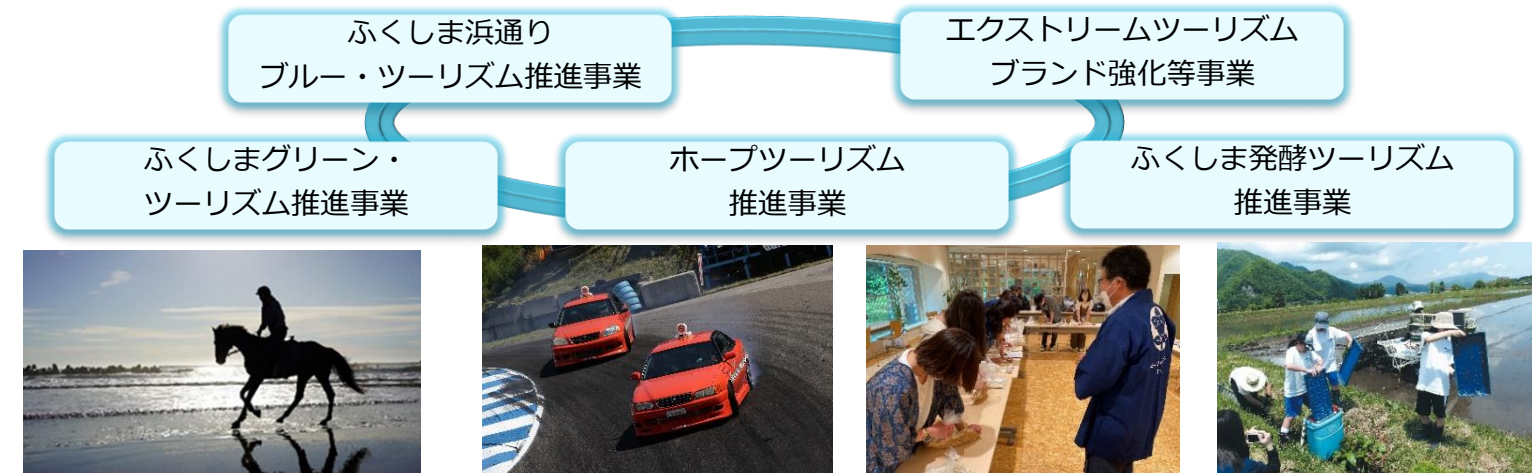 ふくしま浜通り
ブルー・ツーリズム推進事業
エクストリームツーリズム
ブランド強化等事業
ふくしまグリーン・
ツーリズム推進事業
ホープツーリズム
推進事業
ふくしま発酵ツーリズム
推進事業